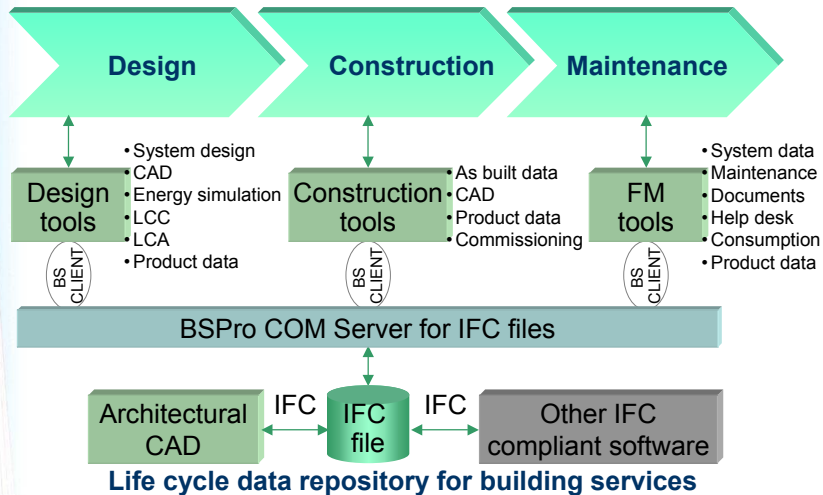 Design
Construction
Maintenance
Design
tools
• System design
• CAD
• Energy simulation
• LCC
• LCA
• Product data
Construction
tools
• As built data
• CAD
• Product data
• Commissioning
FM
tools
• System data
• Maintenance
• Documents
• Help desk
• Consumption
• Product data
BS
CLIENT
BS
CLIENT
BS
CLIENT
BSPro COM Server for IFC files
Architectural
CAD
IFC
IFC
file
IFC
Other IFC
compliant software
Life cycle data repository for building services